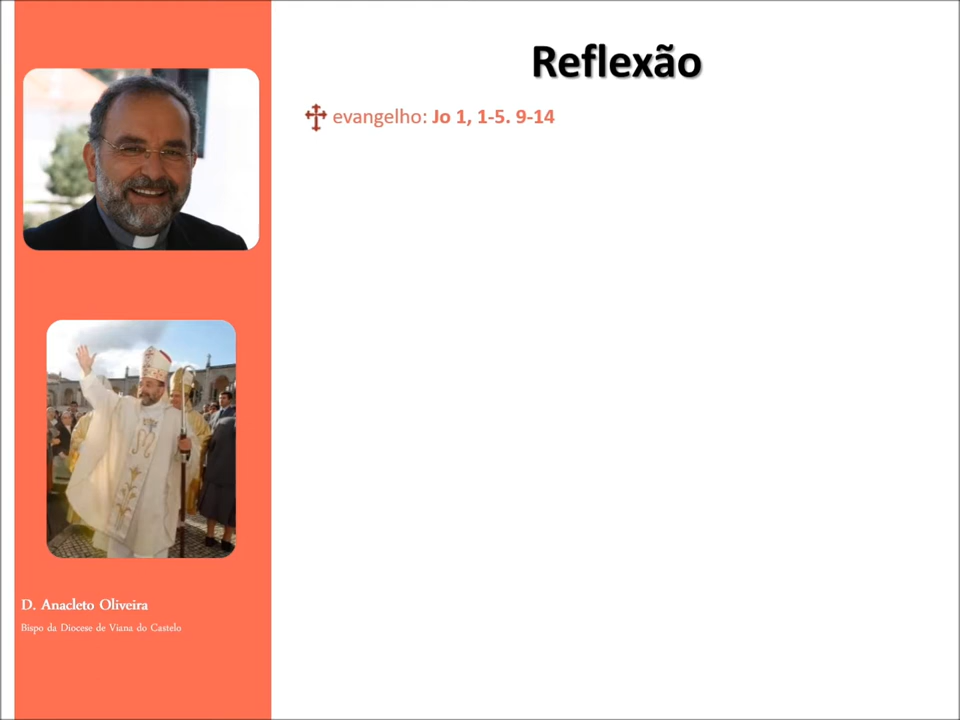 Reflexão
evangelho: Jo 1, 1-5. 9-14
D. Anacleto Oliveira
Bispo da Diocese de Viana do Castelo